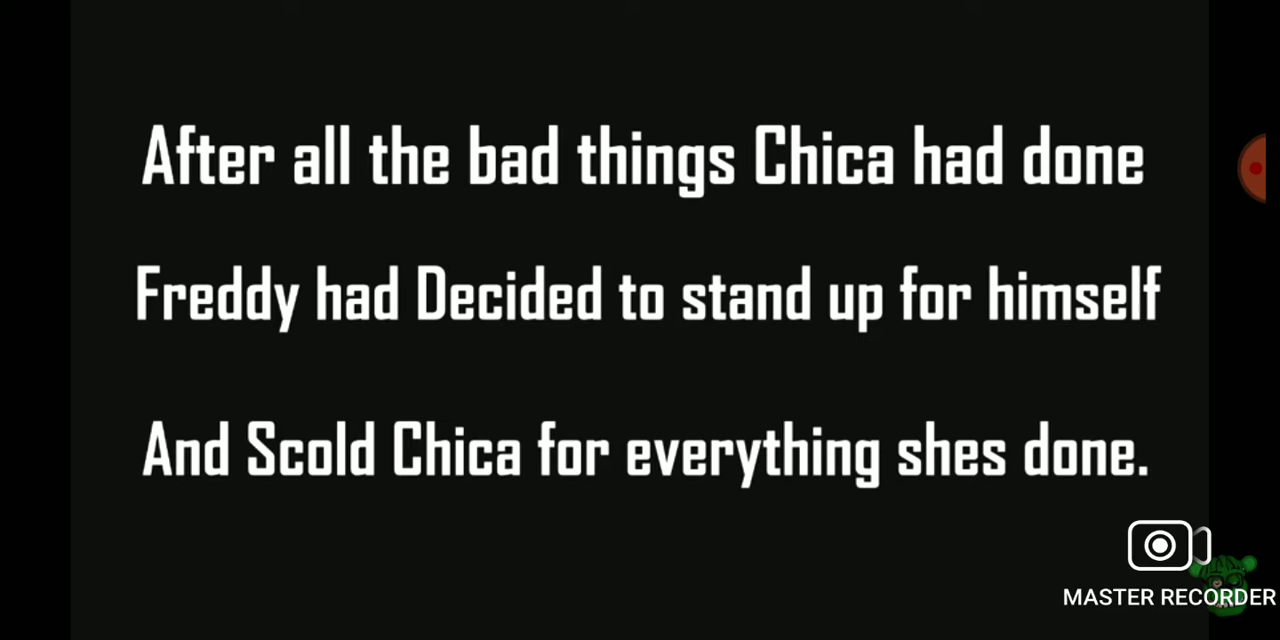 After all the bad things Chica had done
Freddy had Decided to stand up for himself
And Scold Chica for everything shes done.
MASTER RECORDER